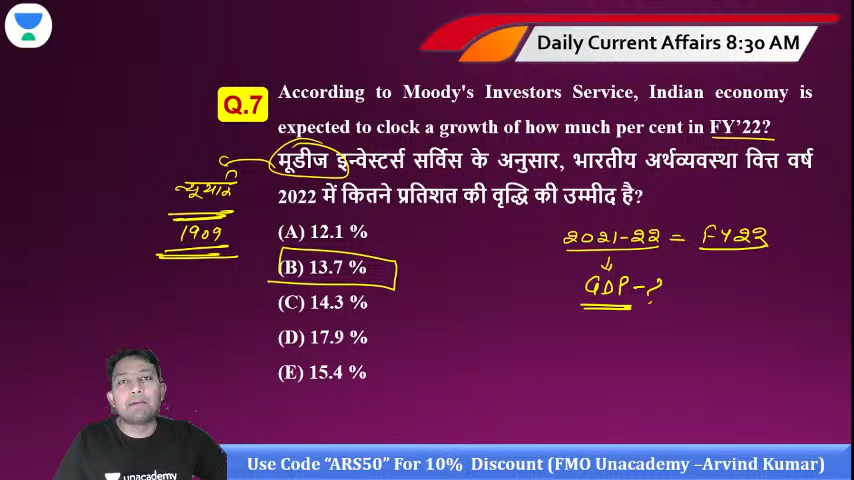 Daily Current Affairs 8:30 AM
Q.7
According to Moody's Investors Service, Indian economy is
expected to clock a growth of how much per cent in FY'22?
मूडीज इन्वेस्टर्स सर्विस के अनुसार, भारतीय अर्थव्यवस्था वित्त वर्ष
2022 में कितने प्रतिशत की वृद्धि की उम्मीद है?
न्यूयार्क
1909
(A) 12.1 %
(B) 13.7 %
(C) 14.3 %
(D) 17.9 %
(E) 15.4 %
2021-22 = FY22
GDP-?
unacademy
Use Code “ARS50” For 10% Discount (FMO Unacademy –Arvind Kumar)